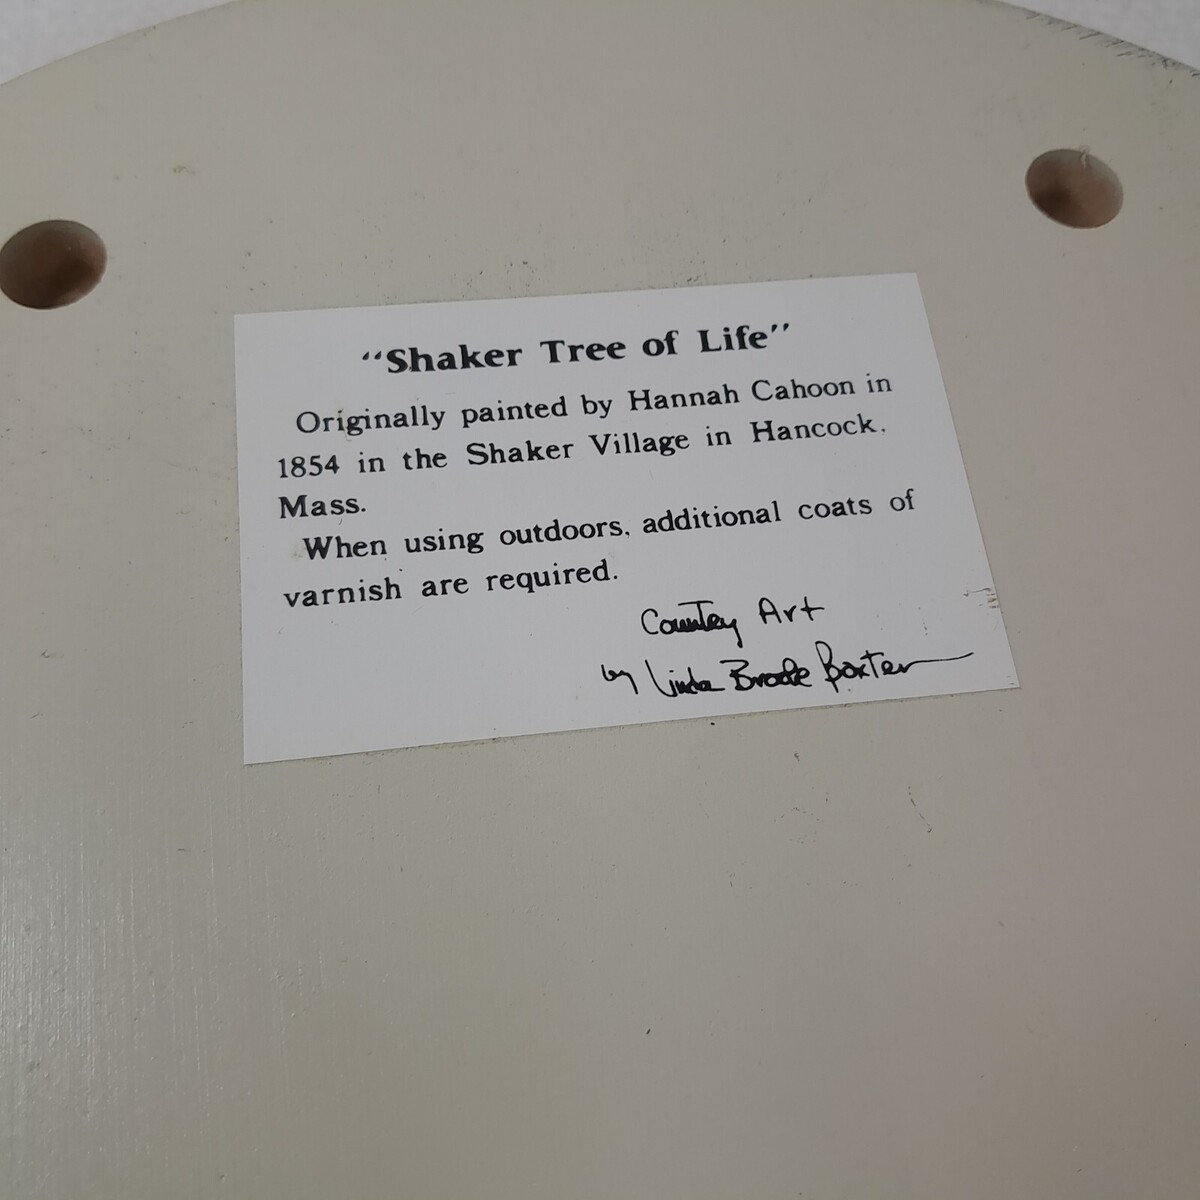 “Shaker Tree of Life”
Originally painted by Hannah Cahoon in
1854 in the Shaker Village in Hancock,
Mass.
When using outdoors, additional coats of
varnish are required.
Country Art
by Linda Brooke Baxter